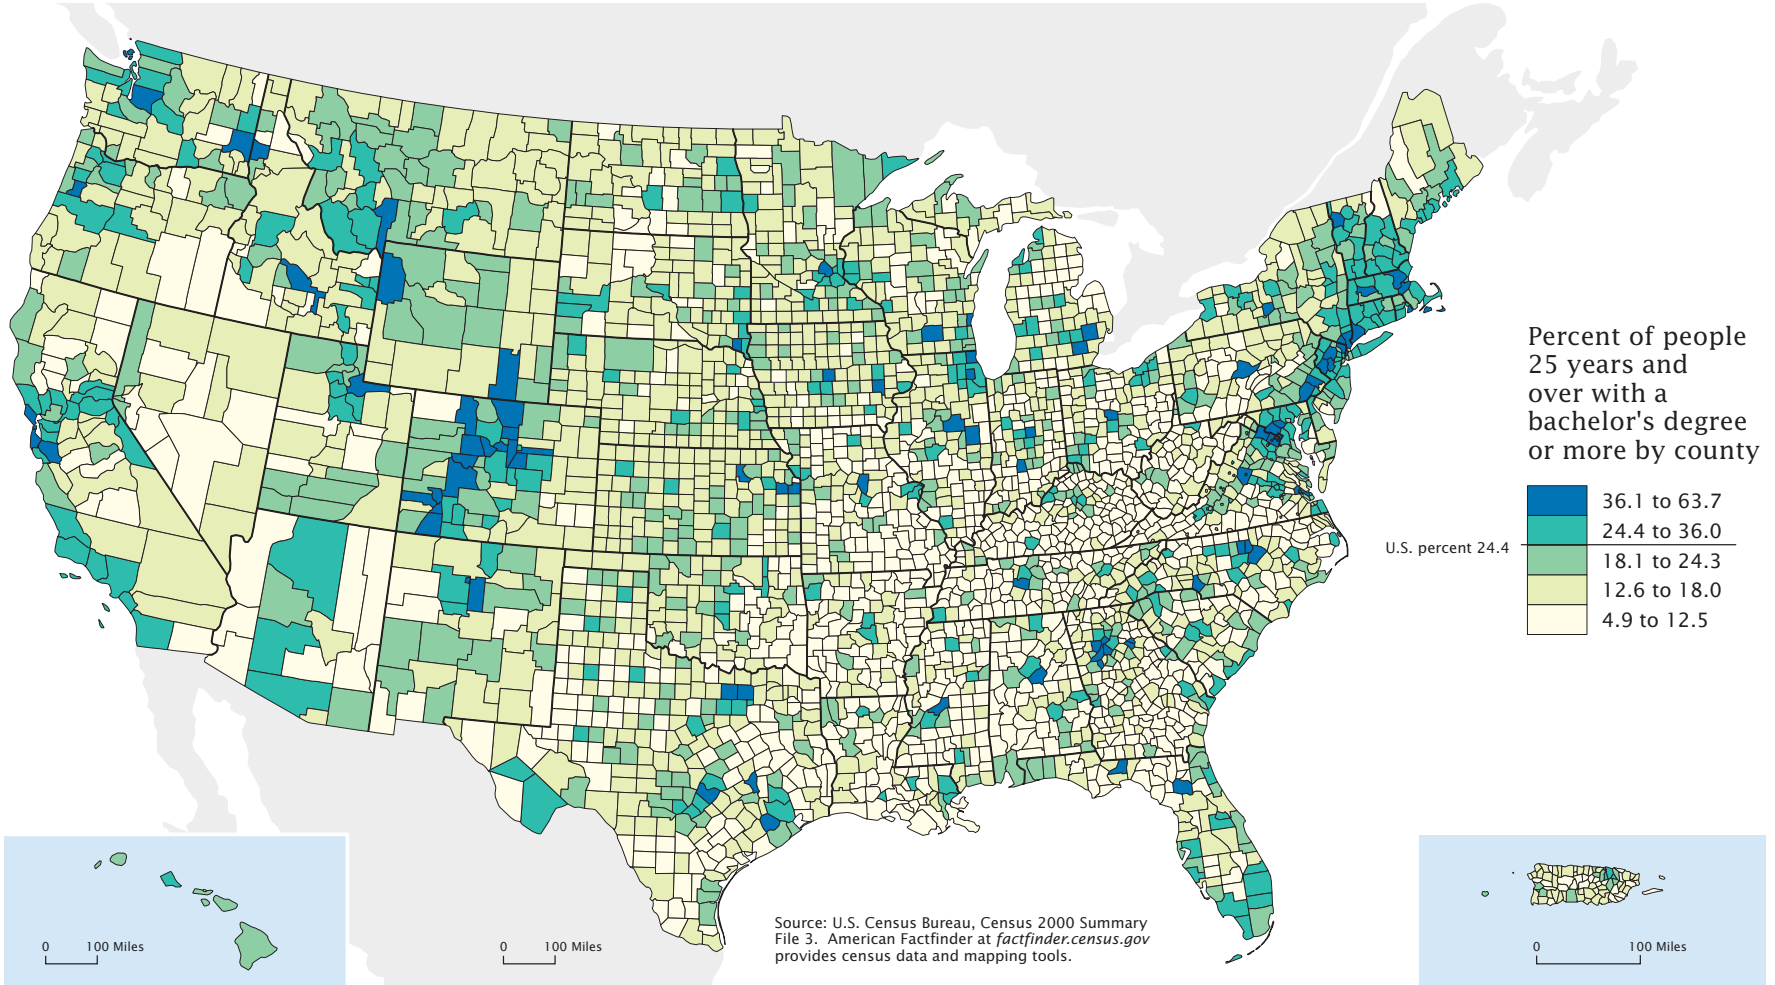 Percent of people
25 years and
over with a
bachelor's degree
or more by county
36.1 to 63.7
24.4 to 36.0
U.S. percent 24.4
18.1 to 24.3
12.6 to 18.0
4.9 to 12.5
0 100 Miles
0 100 Miles
Source: U.S. Census Bureau, Census 2000 Summary
File 3. American Factfinder at factfinder.census.gov
provides census data and mapping tools.
0 100 Miles